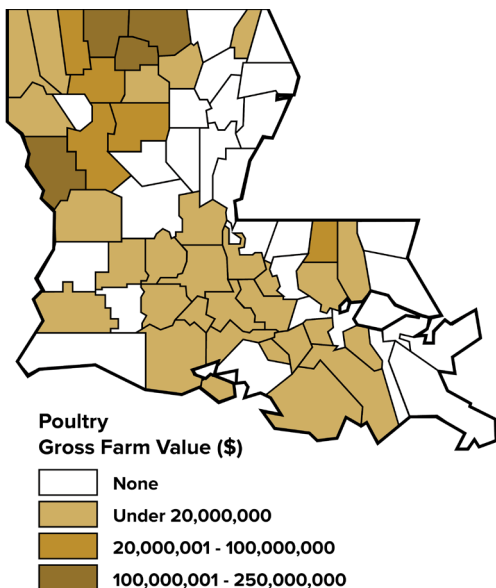 Poultry
Gross Farm Value ($)
None
Under 20,000,000
20,000,001 - 100,000,000
100,000,001 - 250,000,000